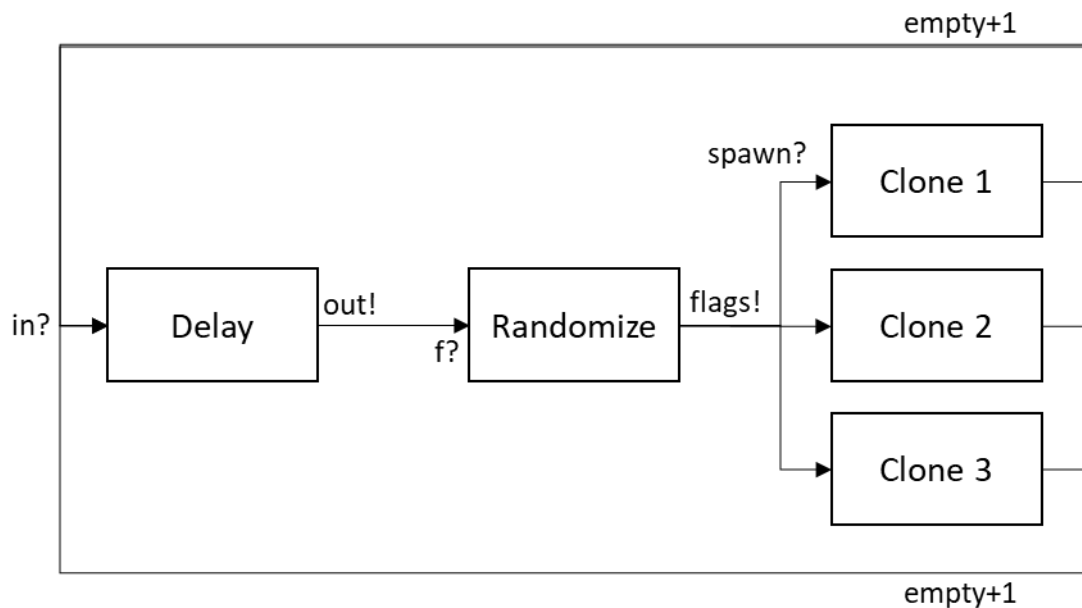 empty+1
spawn?
Clone 1
in?
Delay
out!
f?
Randomize
flags!
Clone 2
Clone 3
empty+1